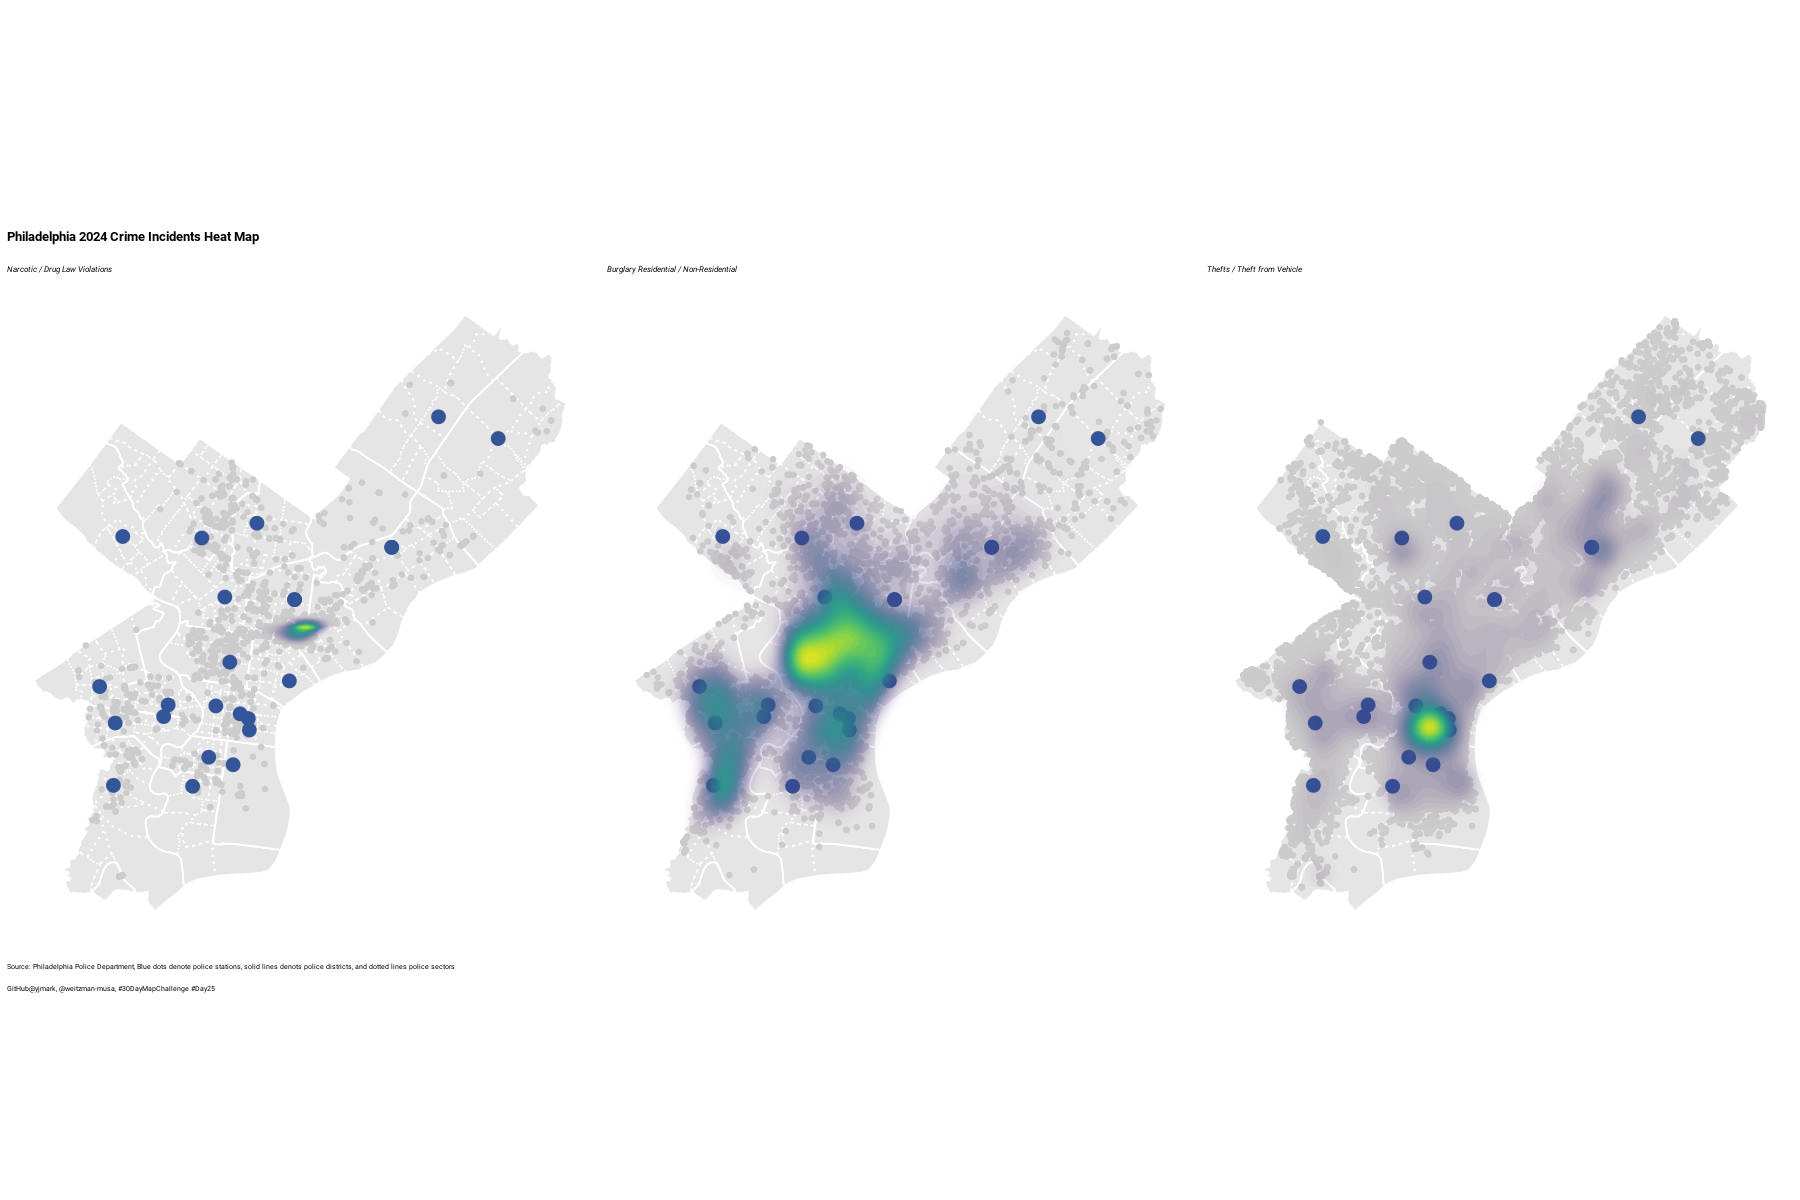 Philadelphia 2024 Crime Incidents Heat Map
Narcotic / Drug Law Violations
Burglary Residential / Non-Residential
Thefts / Theft from Vehicle
Source: Philadelphia Police Department, Blue dots denote police stations, solid lines denots police districts, and dotted lines police sectors
GitHub@yjmark, @weitzman-musa, #30DayMapChallenge #Day25